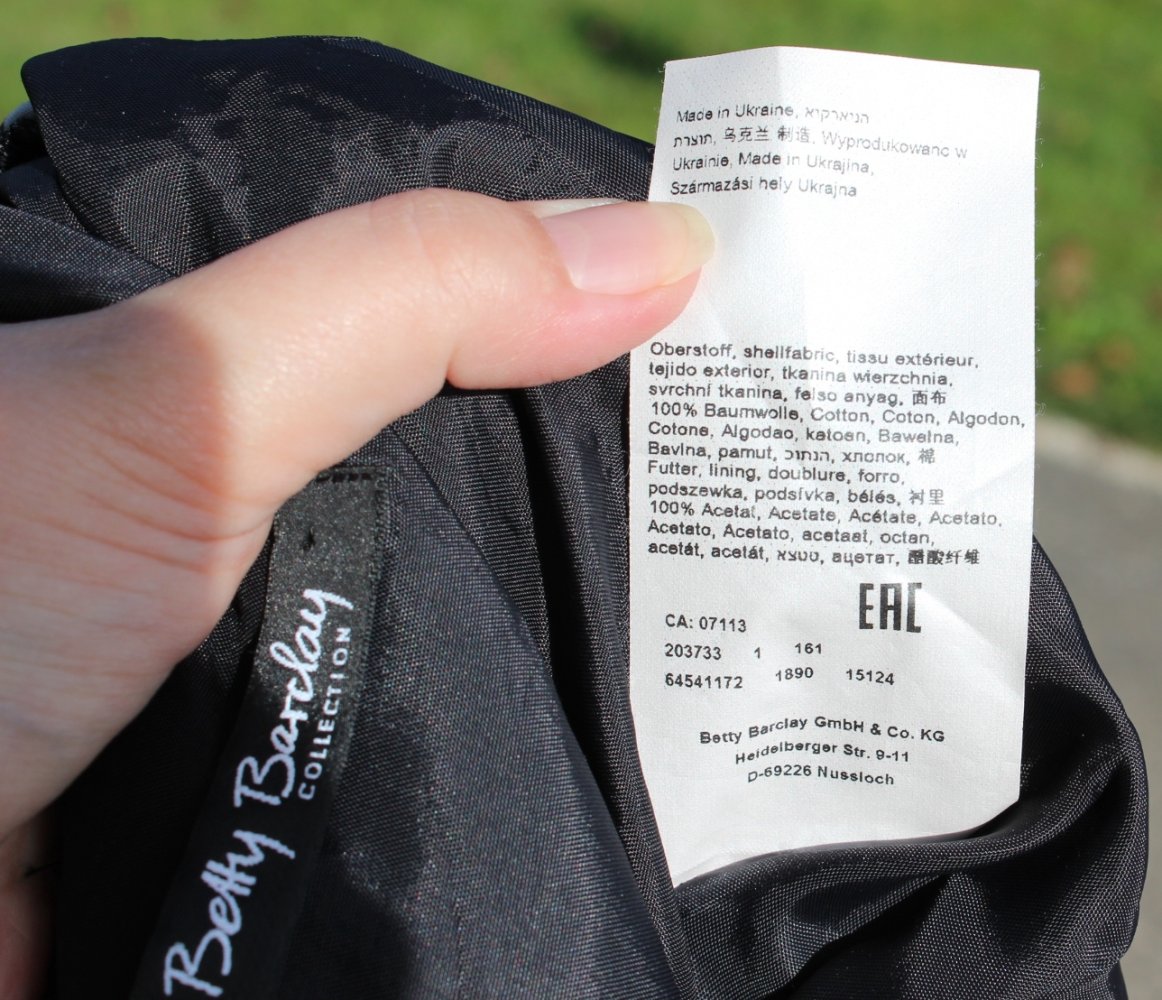 Made in Ukraine, הניארקיא
תוצרת, 乌克兰 制造, Wyprodukowano w
Ukrainie, Made in Ukrajina,
Származási hely Ukrajna
Oberstoff, shellfabric, tissu extérieur,
tejido exterior, tkanina wierzchnia,
svrchní tkanina, felso anyag, 面布
100% Baumwolle, Cotton, Coton, Algodon,
Cotone, Algodao, katoen, Bawelna,
Bavlna, pamut, הנתוכ, хлопок, 棉
Futter, lining, doublure, forro,
podszewka, podsívka, bélés, 衬里
100% Acetat, Acetate, Acétate, Acetato,
Acetato, Acetato, acetaat, octan,
acetát, acetát, אצטט, ацетат, 醋酸纤维
EAC
CA: 07113
203733 1 161
64541172 1890 15124
Betty Barclay GmbH & Co. KG
Heidelberger Str. 9-11
D-69226 Nussloch
Betty Barclay
COLLECTION